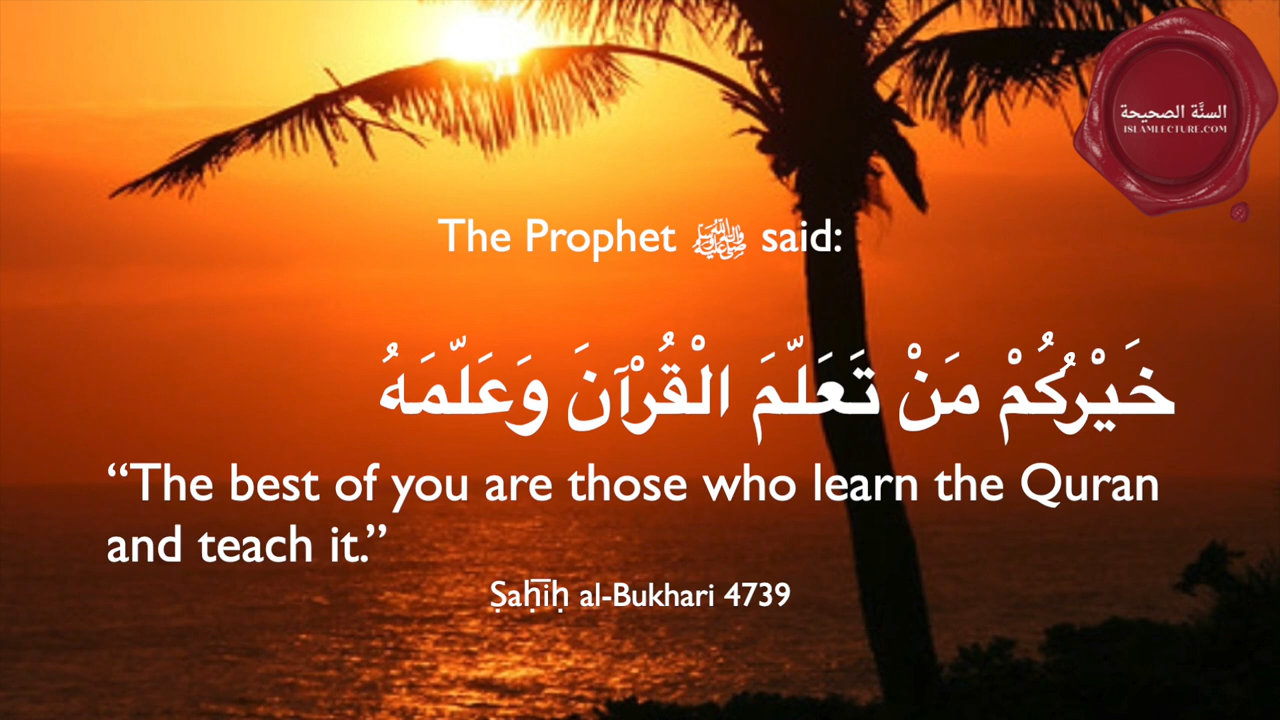 السنَّة الصحيحة
ISLAMLECTURE.COM
The Prophet ﷺ said:
خَيْرُكُمْ مَنْ تَعَلَّمَ الْقُرْآنَ وَعَلَّمَهُ
“The best of you are those who learn the Quran
and teach it.”
Ṣaḥīḥ al-Bukhari 4739